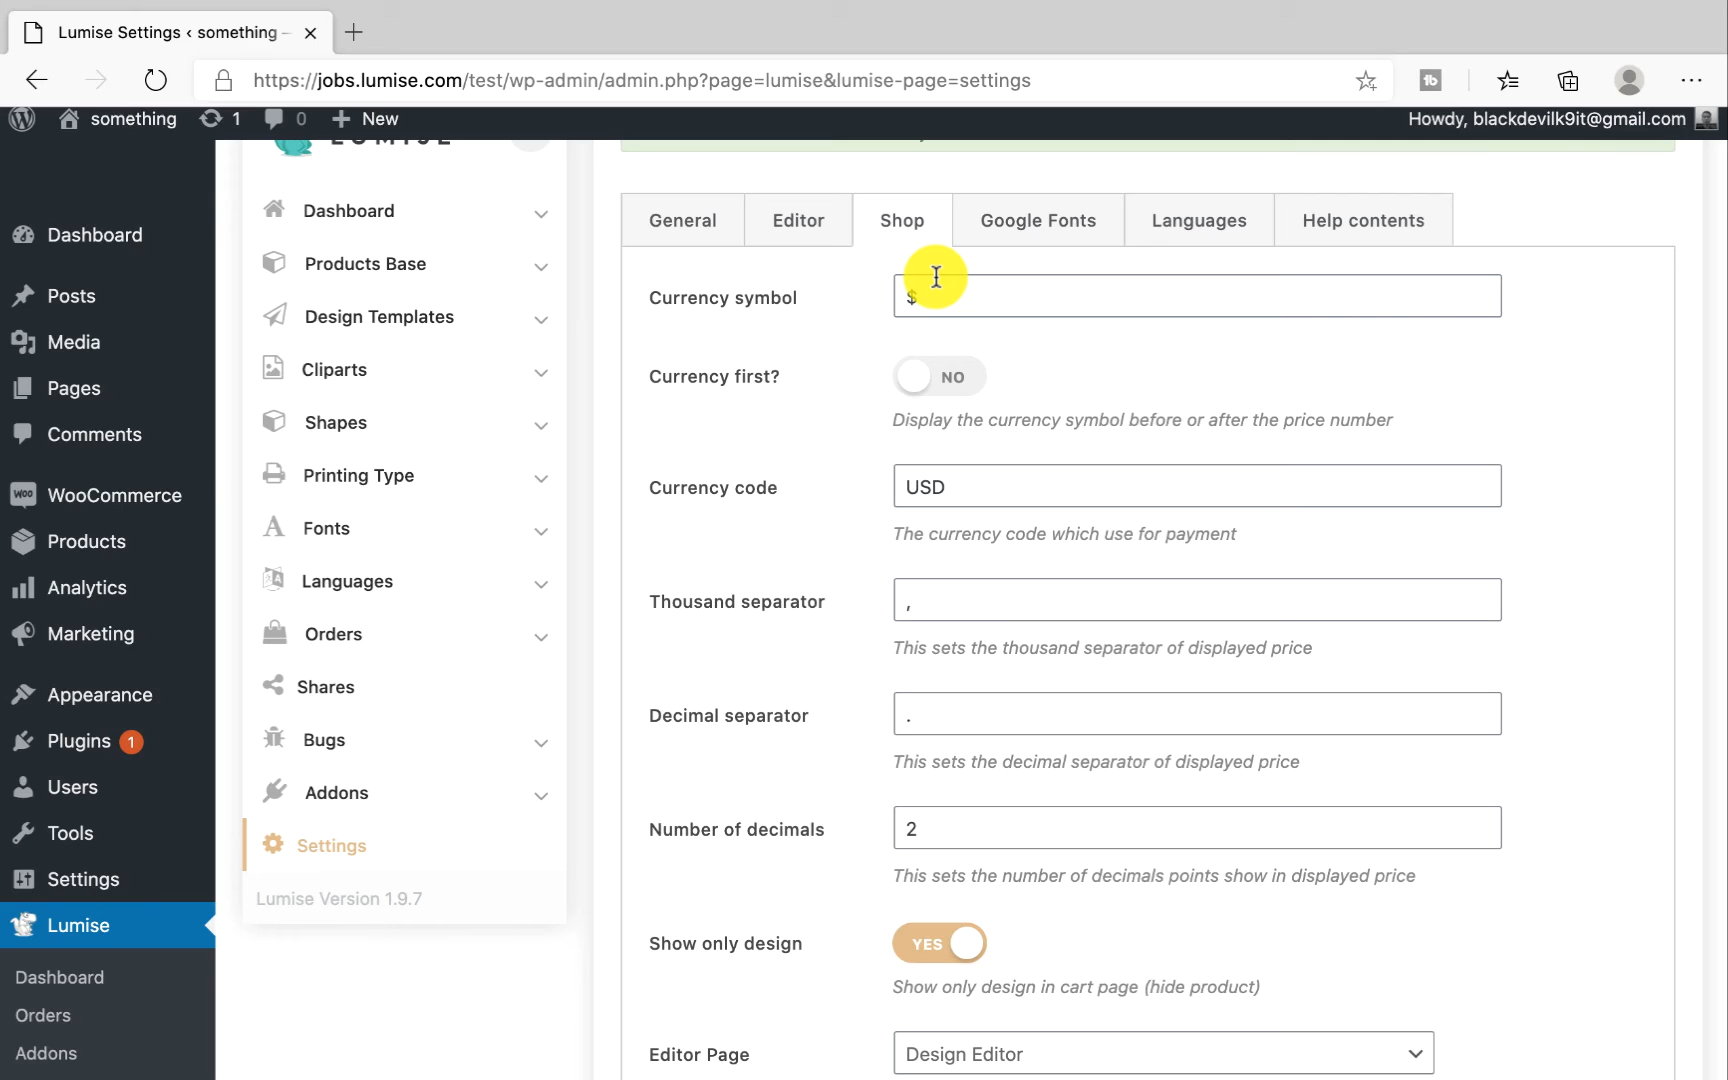 Lumise Settings ‹ something –
https://jobs.lumise.com/test/wp-admin/admin.php?page=lumise&lumise-page=settings
something 1 0 + New Howdy, blackdevilk9it@gmail.com
Dashboard
Posts
Media
Pages
Comments
WooCommerce
Products
Analytics
Marketing
Appearance
Plugins 1
Users
Tools
Settings
Lumise
Dashboard
Orders
Addons
LUMISE
Dashboard
Products Base
Design Templates
Cliparts
Shapes
Printing Type
Fonts
Languages
Orders
Shares
Bugs
Addons
Settings
Lumise Version 1.9.7
General Editor Shop Google Fonts Languages Help contents
Currency symbol $
Currency first? NO
Display the currency symbol before or after the price number
Currency code USD
The currency code which use for payment
Thousand separator ,
This sets the thousand separator of displayed price
Decimal separator .
This sets the decimal separator of displayed price
Number of decimals 2
This sets the number of decimals points show in displayed price
Show only design YES
Show only design in cart page (hide product)
Editor Page Design Editor